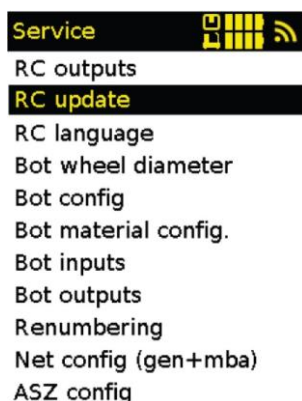 Service
RC outputs
RC update
RC language
Bot wheel diameter
Bot config
Bot material config.
Bot inputs
Bot outputs
Renumbering
Net config (gen+mba)
ASZ config